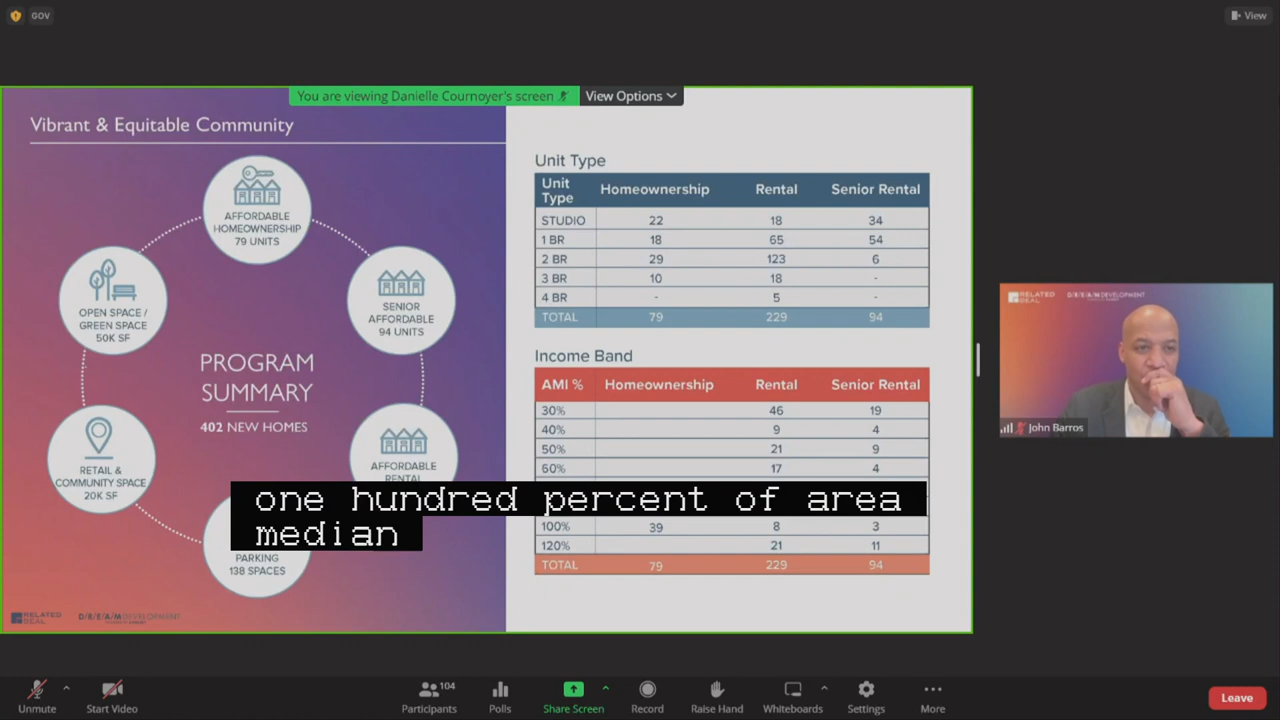 GOV
View
You are viewing Danielle Cournoyer's screen
View Options
Vibrant & Equitable Community
AFFORDABLE
HOMEOWNERSHIP
79 UNITS
OPEN SPACE /
GREEN SPACE
50K SF
SENIOR
AFFORDABLE
94 UNITS
PROGRAM
SUMMARY
402 NEW HOMES
RETAIL &
COMMUNITY SPACE
20K SF
AFFORDABLE
RENTAL
PARKING
138 SPACES
RELATED
BEAL
D/R/E/A/M DEVELOPMENT
Unit Type
Unit Type Homeownership Rental Senior Rental
STUDIO 22 18 34
1 BR 18 65 54
2 BR 29 123 6
3 BR 10 18 -
4 BR - 5 -
TOTAL 79 229 94
Income Band
AMI % Homeownership Rental Senior Rental
30% 46 19
40% 9 4
50% 21 9
60% 17 4
100% 39 8 3
120% 21 11
TOTAL 79 229 94
one hundred percent of area
median
RELATED
BEAL
D/R/E/A/M DEVELOPMENT
John Barros
Unmute
Start Video
104
Participants
Polls
Share Screen
Record
Raise Hand
Whiteboards
Settings
More
Leave